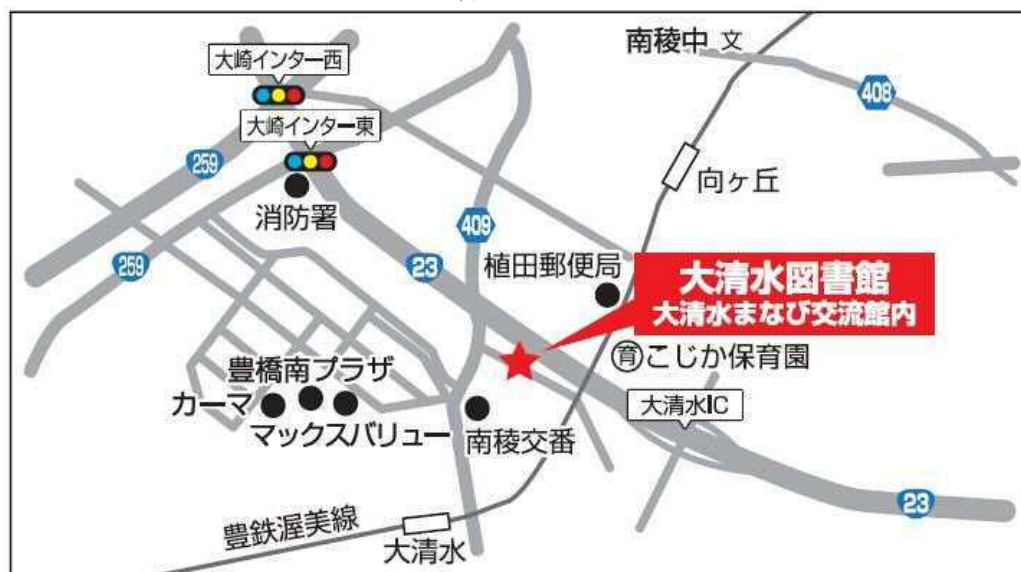 南稜中 文
大崎インター西
408
大崎インター東
259
向ヶ丘
消防署
409
259
23
植田郵便局
大清水図書館
大清水まなび交流館内
育こじか保育園
豊橋南プラザ
カーマ
大清水IC
マックスバリュー
南稜交番
23
豊鉄渥美線
大清水